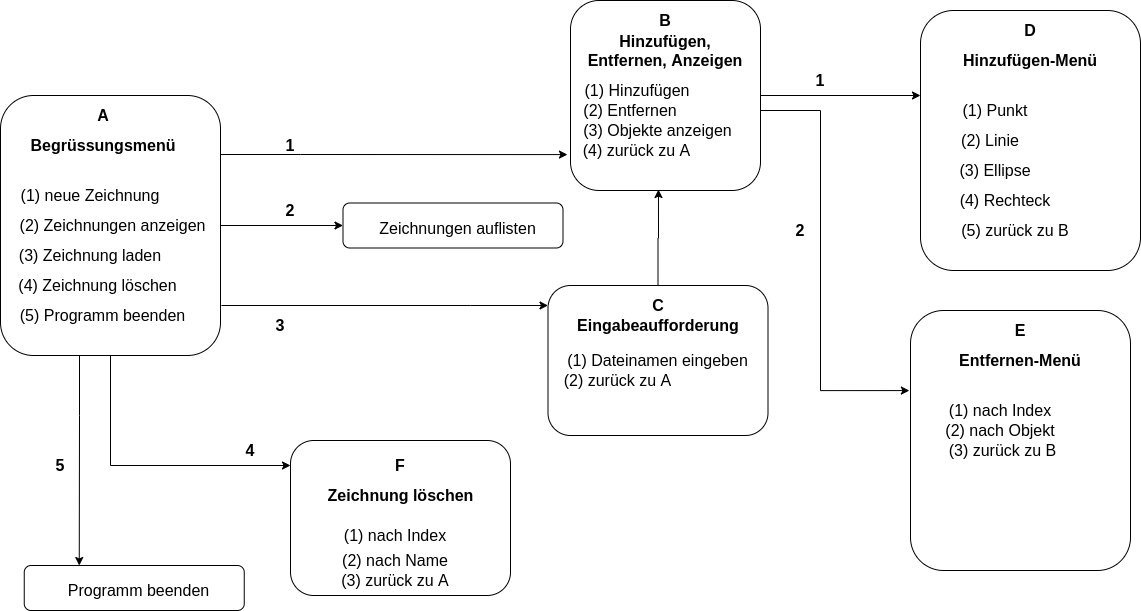 A
Begrüssungsmenü
(1) neue Zeichnung
(2) Zeichnungen anzeigen
(3) Zeichnung laden
(4) Zeichnung löschen
(5) Programm beenden
1
2
3
4
5
Zeichnungen auflisten
B
Hinzufügen,
Entfernen, Anzeigen
(1) Hinzufügen
(2) Entfernen
(3) Objekte anzeigen
(4) zurück zu A
1
2
C
Eingabeaufforderung
(1) Dateinamen eingeben
(2) zurück zu A
D
Hinzufügen-Menü
(1) Punkt
(2) Linie
(3) Ellipse
(4) Rechteck
(5) zurück zu B
E
Entfernen-Menü
(1) nach Index
(2) nach Objekt
(3) zurück zu B
F
Zeichnung löschen
(1) nach Index
(2) nach Name
(3) zurück zu A
Programm beenden